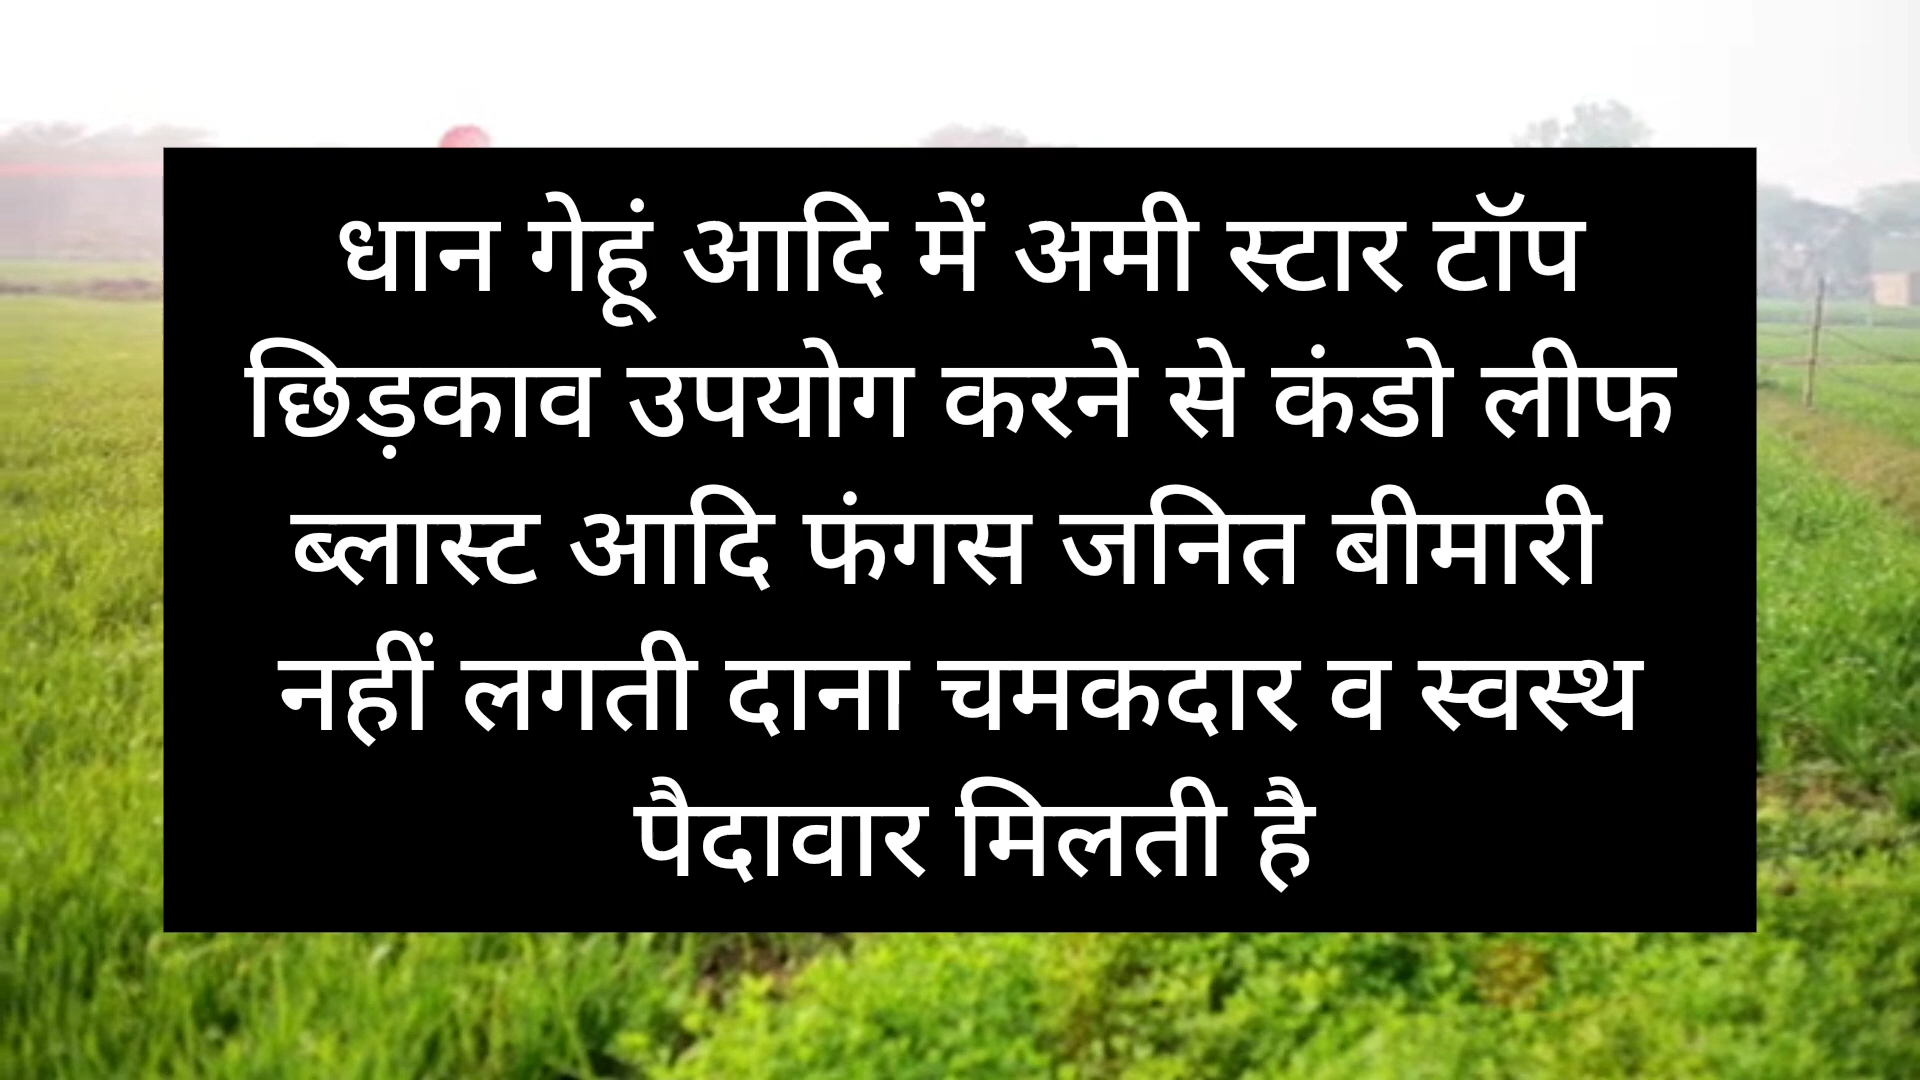 धान गेहूं आदि में अमी स्टार टॉप
छिड़काव उपयोग करने से कंडो लीफ
ब्लास्ट आदि फंगस जनित बीमारी
नहीं लगती दाना चमकदार व स्वस्थ
पैदावार मिलती है